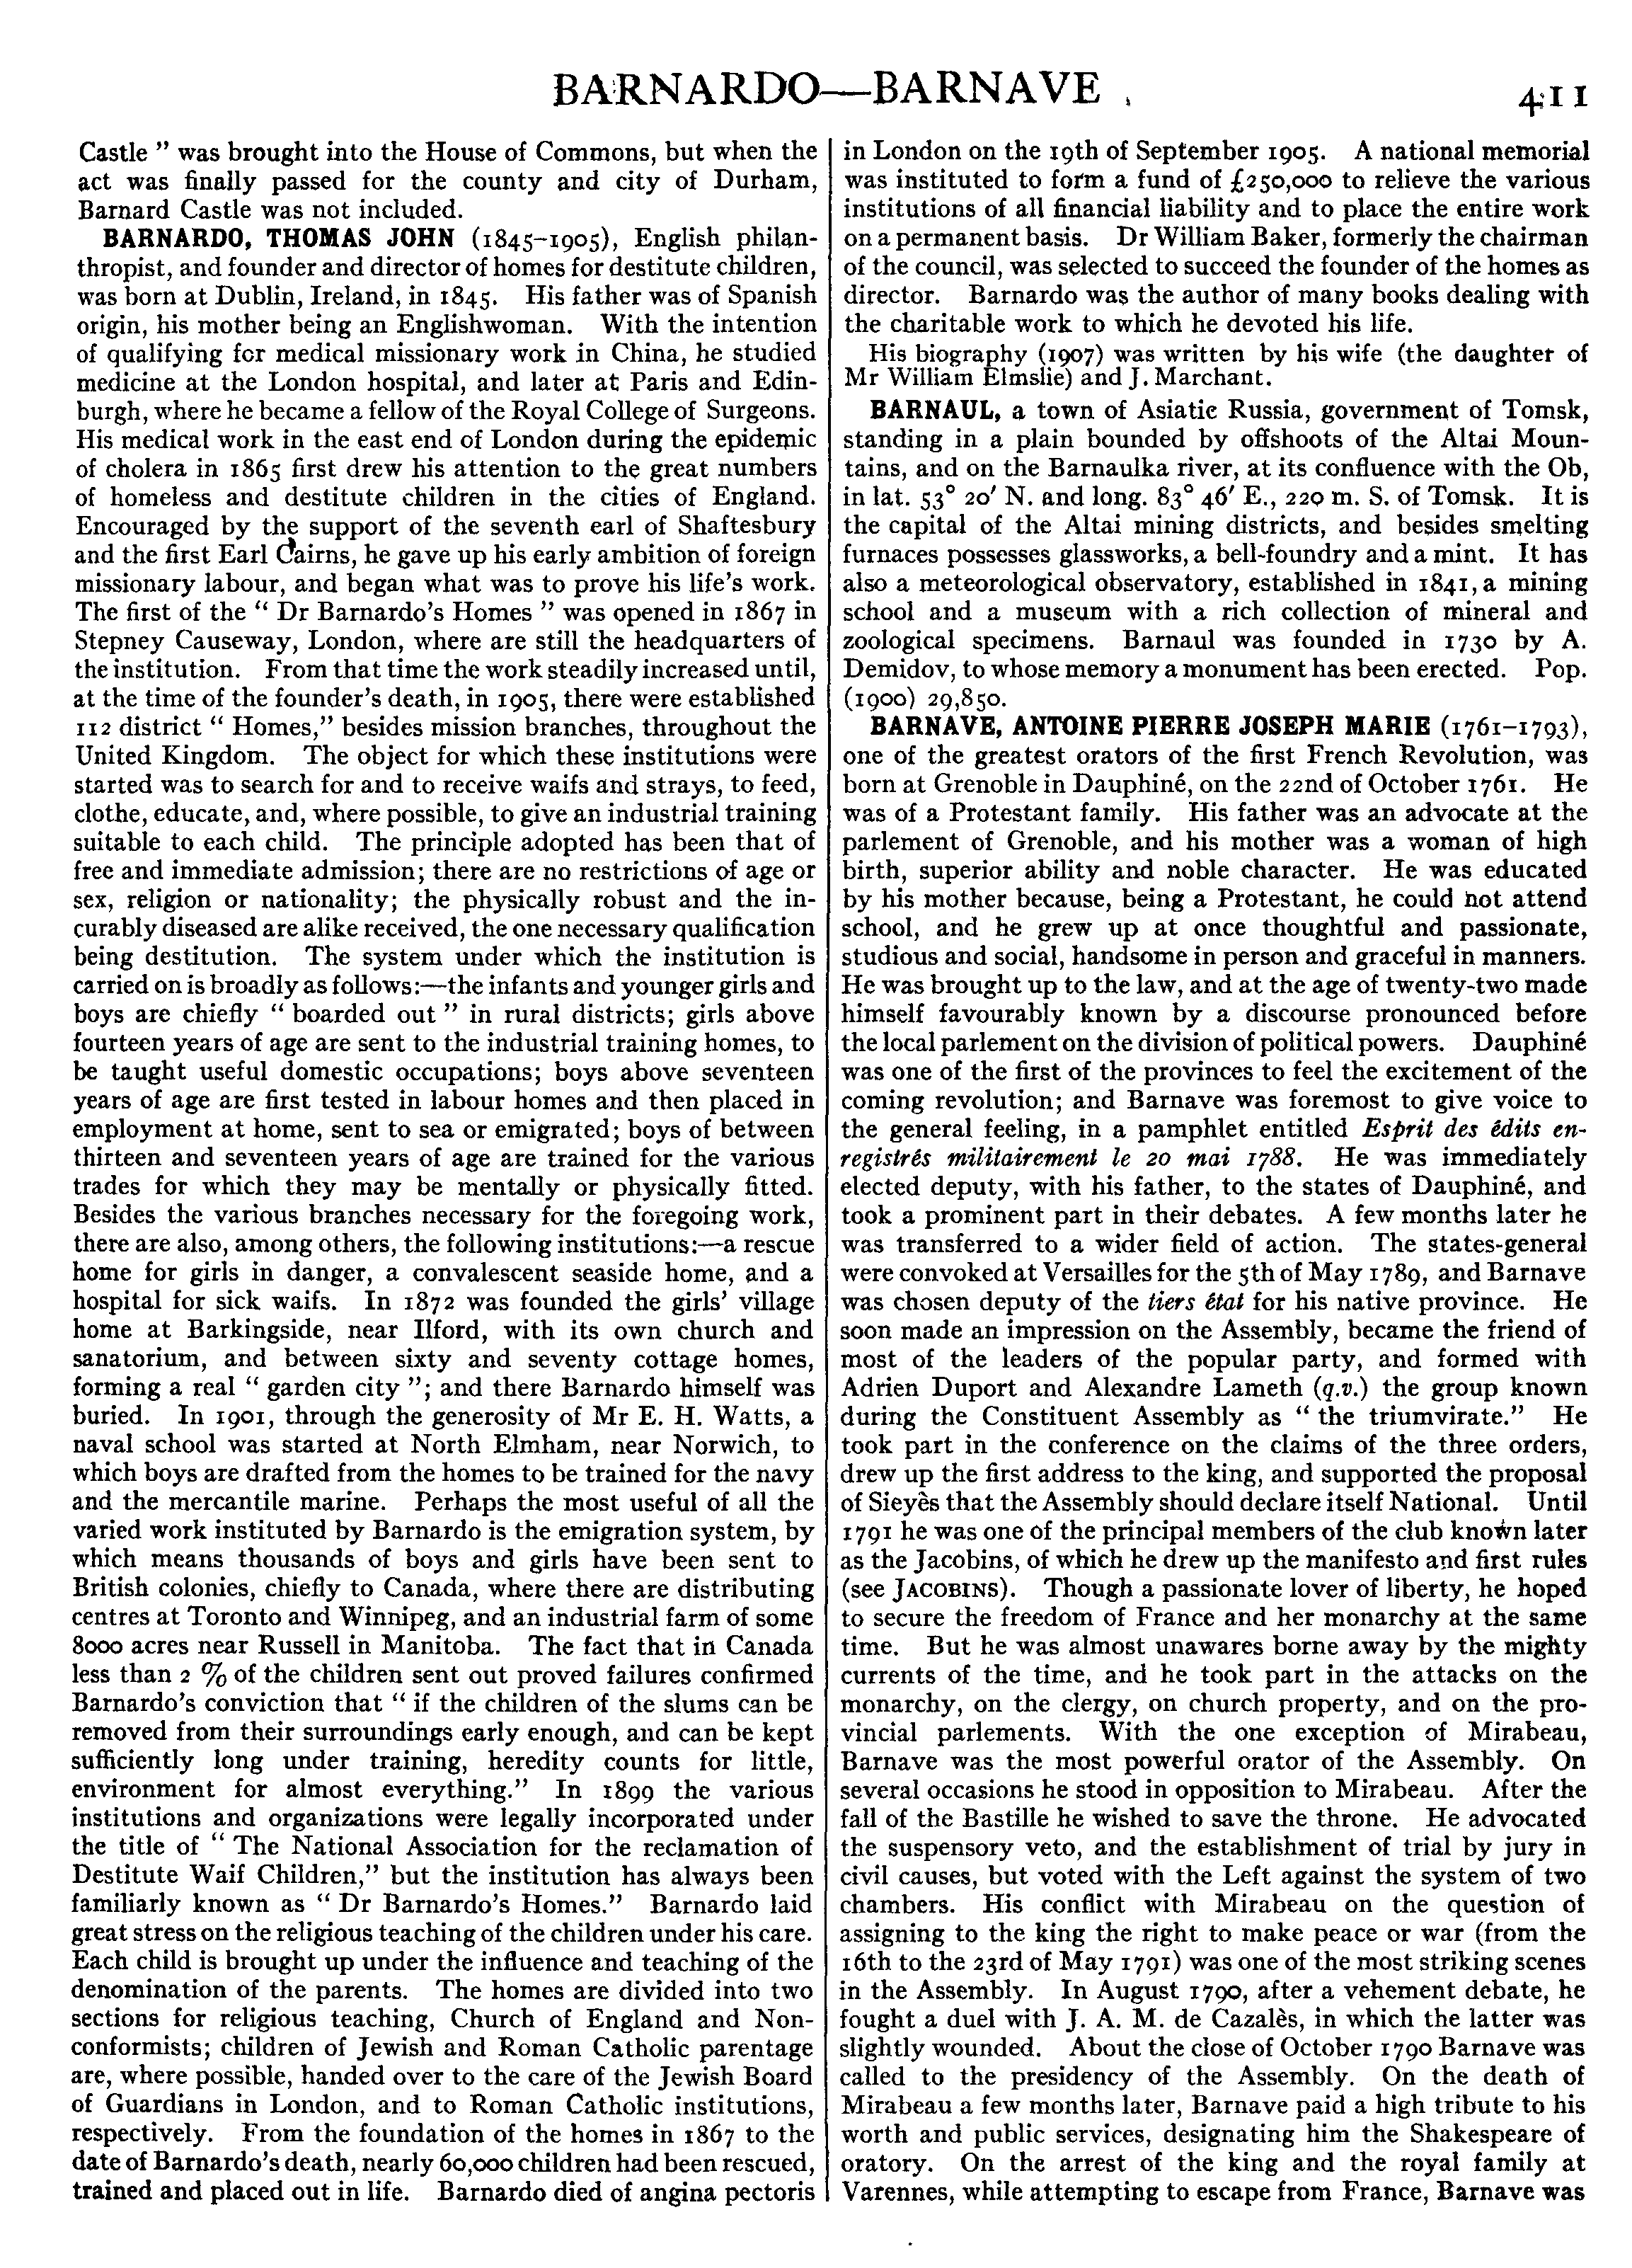 BARNARDO—BARNAVE
411
Castle ” was brought into the House of Commons, but when the
act was finally passed for the county and city of Durham,
Barnard Castle was not included.
BARNARDO, THOMAS JOHN (1845–1905), English philan-
thropist, and founder and director of homes for destitute children,
was born at Dublin, Ireland, in 1845. His father was of Spanish
origin, his mother being an Englishwoman. With the intention
of qualifying for medical missionary work in China, he studied
medicine at the London hospital, and later at Paris and Edin-
burgh, where he became a fellow of the Royal College of Surgeons.
His medical work in the east end of London during the epidemic
of cholera in 1865 first drew his attention to the great numbers
of homeless and destitute children in the cities of England.
Encouraged by the support of the seventh earl of Shaftesbury
and the first Earl Cairns, he gave up his early ambition of foreign
missionary labour, and began what was to prove his life’s work.
The first of the “ Dr Barnardo’s Homes ” was opened in 1867 in
Stepney Causeway, London, where are still the headquarters of
the institution. From that time the work steadily increased until,
at the time of the founder’s death, in 1905, there were established
112 district “ Homes,” besides mission branches, throughout the
United Kingdom. The object for which these institutions were
started was to search for and to receive waifs and strays, to feed,
clothe, educate, and, where possible, to give an industrial training
suitable to each child. The principle adopted has been that of
free and immediate admission; there are no restrictions of age or
sex, religion or nationality; the physically robust and the in-
curably diseased are alike received, the one necessary qualification
being destitution. The system under which the institution is
carried on is broadly as follows:—the infants and younger girls and
boys are chiefly “ boarded out ” in rural districts; girls above
fourteen years of age are sent to the industrial training homes, to
be taught useful domestic occupations; boys above seventeen
years of age are first tested in labour homes and then placed in
employment at home, sent to sea or emigrated; boys of between
thirteen and seventeen years of age are trained for the various
trades for which they may be mentally or physically fitted.
Besides the various branches necessary for the foregoing work,
there are also, among others, the following institutions:—a rescue
home for girls in danger, a convalescent seaside home, and a
hospital for sick waifs. In 1872 was founded the girls’ village
home at Barkingside, near Ilford, with its own church and
sanatorium, and between sixty and seventy cottage homes,
forming a real “ garden city ”; and there Barnardo himself was
buried. In 1901, through the generosity of Mr E. H. Watts, a
naval school was started at North Elmham, near Norwich, to
which boys are drafted from the homes to be trained for the navy
and the mercantile marine. Perhaps the most useful of all the
varied work instituted by Barnardo is the emigration system, by
which means thousands of boys and girls have been sent to
British colonies, chiefly to Canada, where there are distributing
centres at Toronto and Winnipeg, and an industrial farm of some
8000 acres near Russell in Manitoba. The fact that in Canada
less than 2 % of the children sent out proved failures confirmed
Barnardo’s conviction that “ if the children of the slums can be
removed from their surroundings early enough, and can be kept
sufficiently long under training, heredity counts for little,
environment for almost everything.” In 1899 the various
institutions and organizations were legally incorporated under
the title of “ The National Association for the reclamation of
Destitute Waif Children,” but the institution has always been
familiarly known as “ Dr Barnardo’s Homes.” Barnardo laid
great stress on the religious teaching of the children under his care.
Each child is brought up under the influence and teaching of the
denomination of the parents. The homes are divided into two
sections for religious teaching, Church of England and Non-
conformists; children of Jewish and Roman Catholic parentage
are, where possible, handed over to the care of the Jewish Board
of Guardians in London, and to Roman Catholic institutions,
respectively. From the foundation of the homes in 1867 to the
date of Barnardo’s death, nearly 60,000 children had been rescued,
trained and placed out in life. Barnardo died of angina pectoris
in London on the 19th of September 1905. A national memorial
was instituted to form a fund of £250,000 to relieve the various
institutions of all financial liability and to place the entire work
on a permanent basis. Dr William Baker, formerly the chairman
of the council, was selected to succeed the founder of the homes as
director. Barnardo was the author of many books dealing with
the charitable work to which he devoted his life.
His biography (1907) was written by his wife (the daughter of
Mr William Elmslie) and J. Marchant.
BARNAUL, a town of Asiatic Russia, government of Tomsk,
standing in a plain bounded by offshoots of the Altai Moun-
tains, and on the Barnaulka river, at its confluence with the Ob,
in lat. 53° 20′ N. and long. 83° 46′ E., 220 m. S. of Tomsk. It is
the capital of the Altai mining districts, and besides smelting
furnaces possesses glassworks, a bell-foundry and a mint. It has
also a meteorological observatory, established in 1841, a mining
school and a museum with a rich collection of mineral and
zoological specimens. Barnaul was founded in 1730 by A.
Demidov, to whose memory a monument has been erected. Pop.
(1900) 29,850.
BARNAVE, ANTOINE PIERRE JOSEPH MARIE (1761–1793),
one of the greatest orators of the first French Revolution, was
born at Grenoble in Dauphiné, on the 22nd of October 1761. He
was of a Protestant family. His father was an advocate at the
parlement of Grenoble, and his mother was a woman of high
birth, superior ability and noble character. He was educated
by his mother because, being a Protestant, he could not attend
school, and he grew up at once thoughtful and passionate,
studious and social, handsome in person and graceful in manners.
He was brought up to the law, and at the age of twenty-two made
himself favourably known by a discourse pronounced before
the local parlement on the division of political powers. Dauphiné
was one of the first of the provinces to feel the excitement of the
coming revolution; and Barnave was foremost to give voice to
the general feeling, in a pamphlet entitled Esprit des édits en-
registrés militairement le 20 mai 1788. He was immediately
elected deputy, with his father, to the states of Dauphiné, and
took a prominent part in their debates. A few months later he
was transferred to a wider field of action. The states-general
were convoked at Versailles for the 5th of May 1789, and Barnave
was chosen deputy of the tiers état for his native province. He
soon made an impression on the Assembly, became the friend of
most of the leaders of the popular party, and formed with
Adrien Duport and Alexandre Lameth (q.v.) the group known
during the Constituent Assembly as “ the triumvirate.” He
took part in the conference on the claims of the three orders,
drew up the first address to the king, and supported the proposal
of Sieyès that the Assembly should declare itself National. Until
1791 he was one of the principal members of the club known later
as the Jacobins, of which he drew up the manifesto and first rules
(see JACOBINS). Though a passionate lover of liberty, he hoped
to secure the freedom of France and her monarchy at the same
time. But he was almost unawares borne away by the mighty
currents of the time, and he took part in the attacks on the
monarchy, on the clergy, on church property, and on the pro-
vincial parlements. With the one exception of Mirabeau,
Barnave was the most powerful orator of the Assembly. On
several occasions he stood in opposition to Mirabeau. After the
fall of the Bastille he wished to save the throne. He advocated
the suspensory veto, and the establishment of trial by jury in
civil causes, but voted with the Left against the system of two
chambers. His conflict with Mirabeau on the question of
assigning to the king the right to make peace or war (from the
16th to the 23rd of May 1791) was one of the most striking scenes
in the Assembly. In August 1790, after a vehement debate, he
fought a duel with J. A. M. de Cazalès, in which the latter was
slightly wounded. About the close of October 1790 Barnave was
called to the presidency of the Assembly. On the death of
Mirabeau a few months later, Barnave paid a high tribute to his
worth and public services, designating him the Shakespeare of
oratory. On the arrest of the king and the royal family at
Varennes, while attempting to escape from France, Barnave was